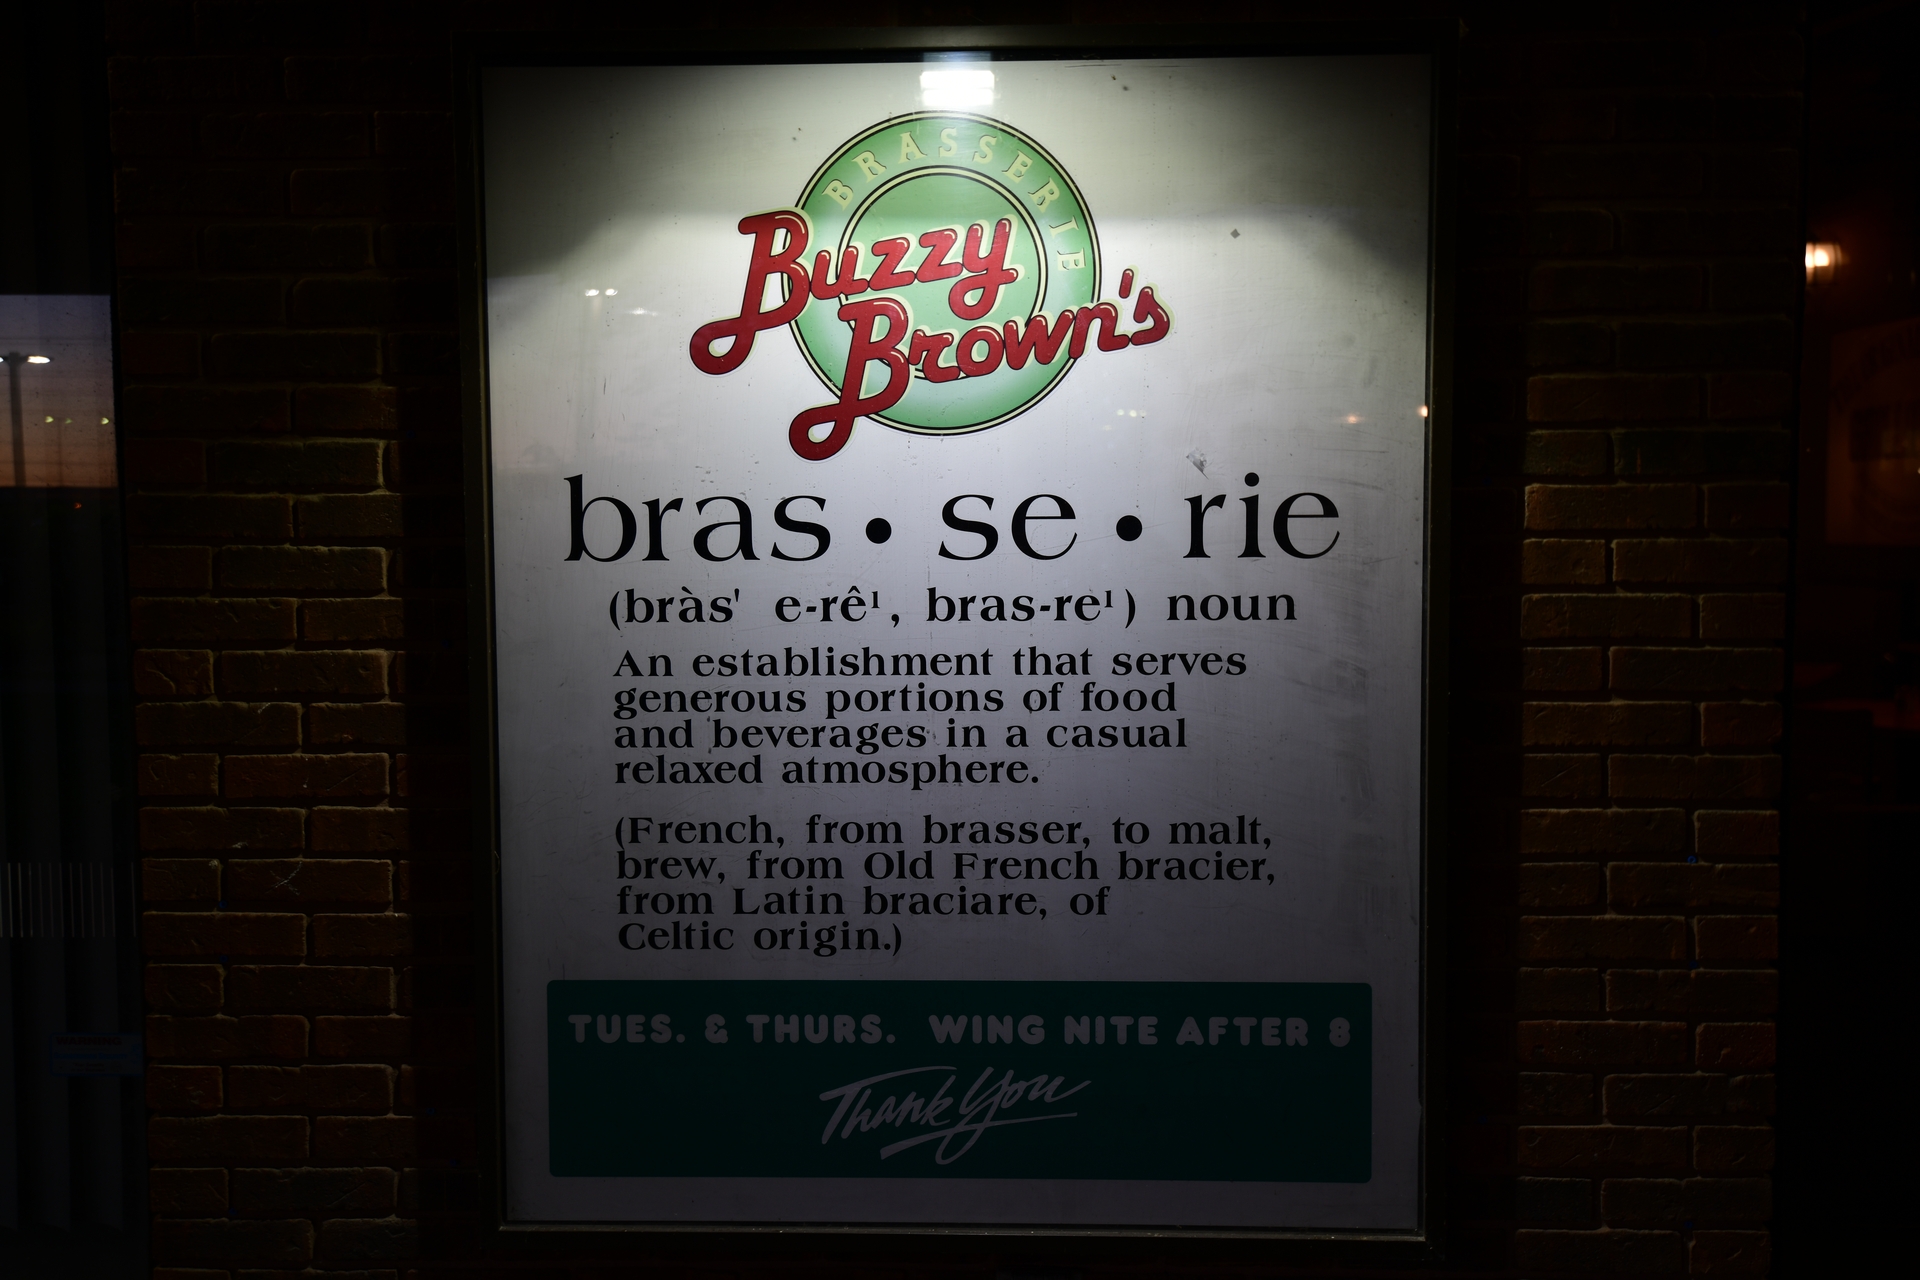 BRASSERIE
Buzzy
Brown's
bras • se • rie
(bràs' e-rê¹, bras-re¹) noun
An establishment that serves
generous portions of food
and beverages in a casual
relaxed atmosphere.
(French, from brasser, to malt,
brew, from Old French bracier,
from Latin braciare, of
Celtic origin.)
TUES. & THURS. WING NITE AFTER 8
Thank You
WARNING